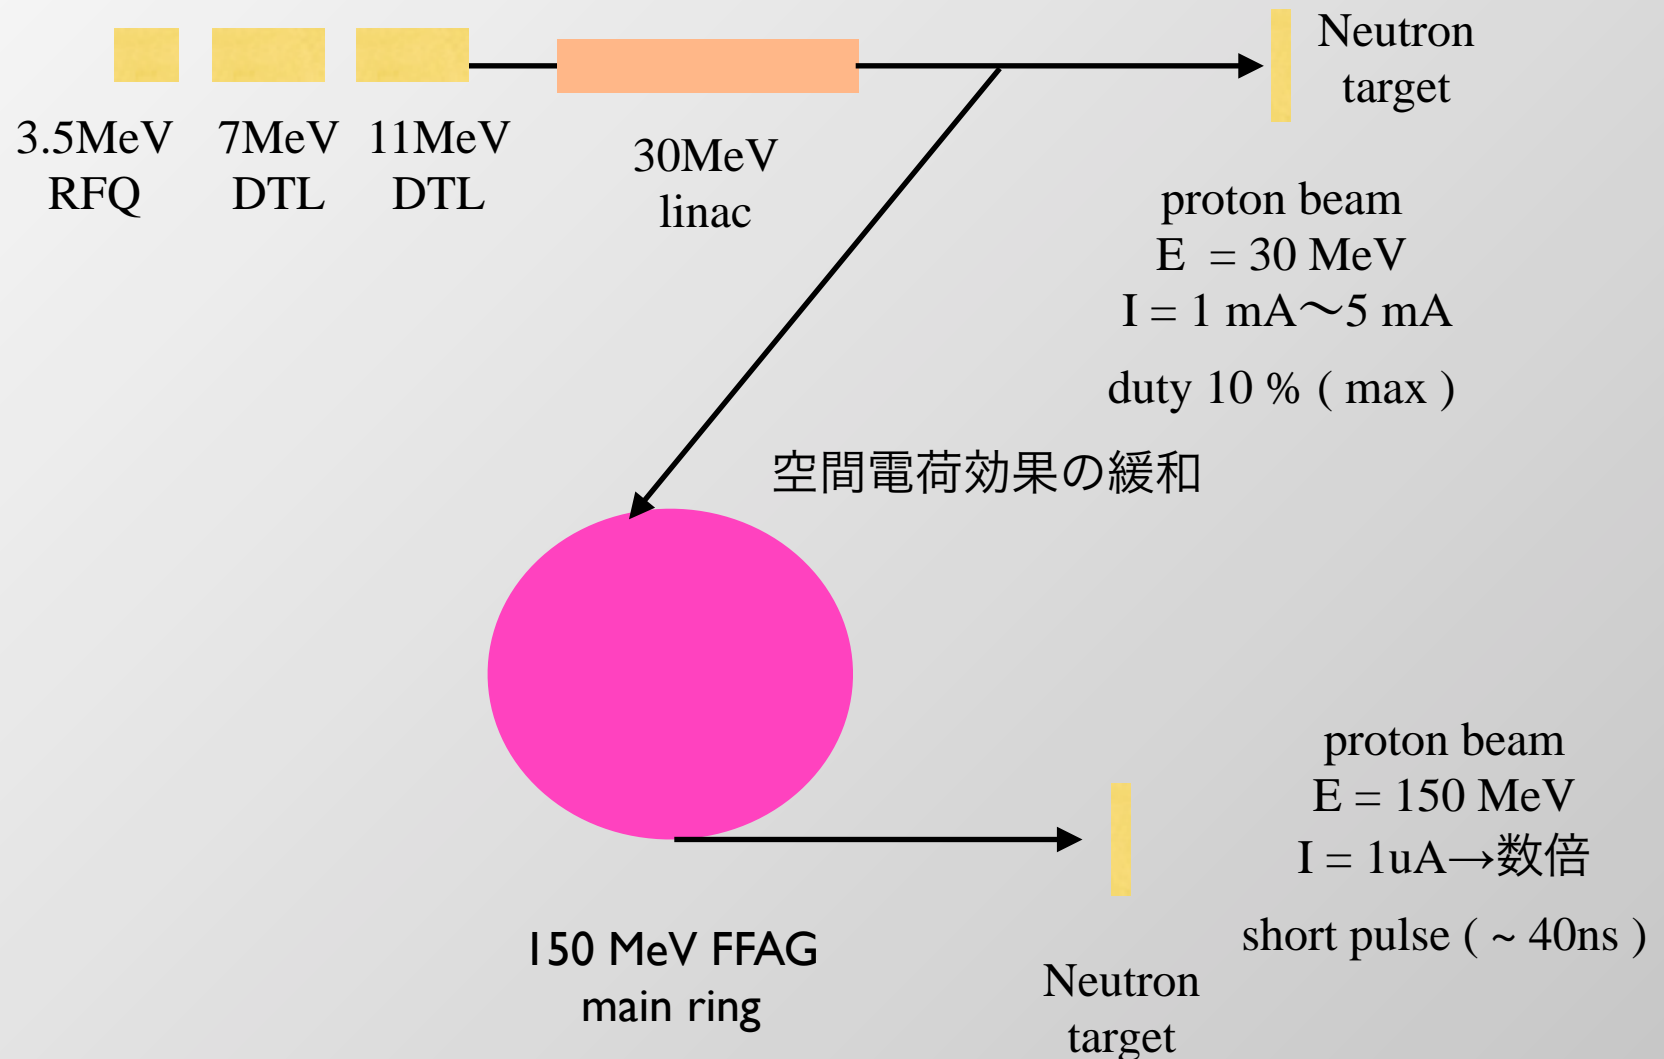 Neutron
target
3.5MeV
RFQ
7MeV
DTL
11MeV
DTL
30MeV
linac
proton beam
E = 30 MeV
I = 1 mA〜5 mA
duty 10 % ( max )
空間電荷効果の緩和
proton beam
E = 150 MeV
I = 1uA→数倍
short pulse ( ~ 40ns )
150 MeV FFAG
main ring
Neutron
target